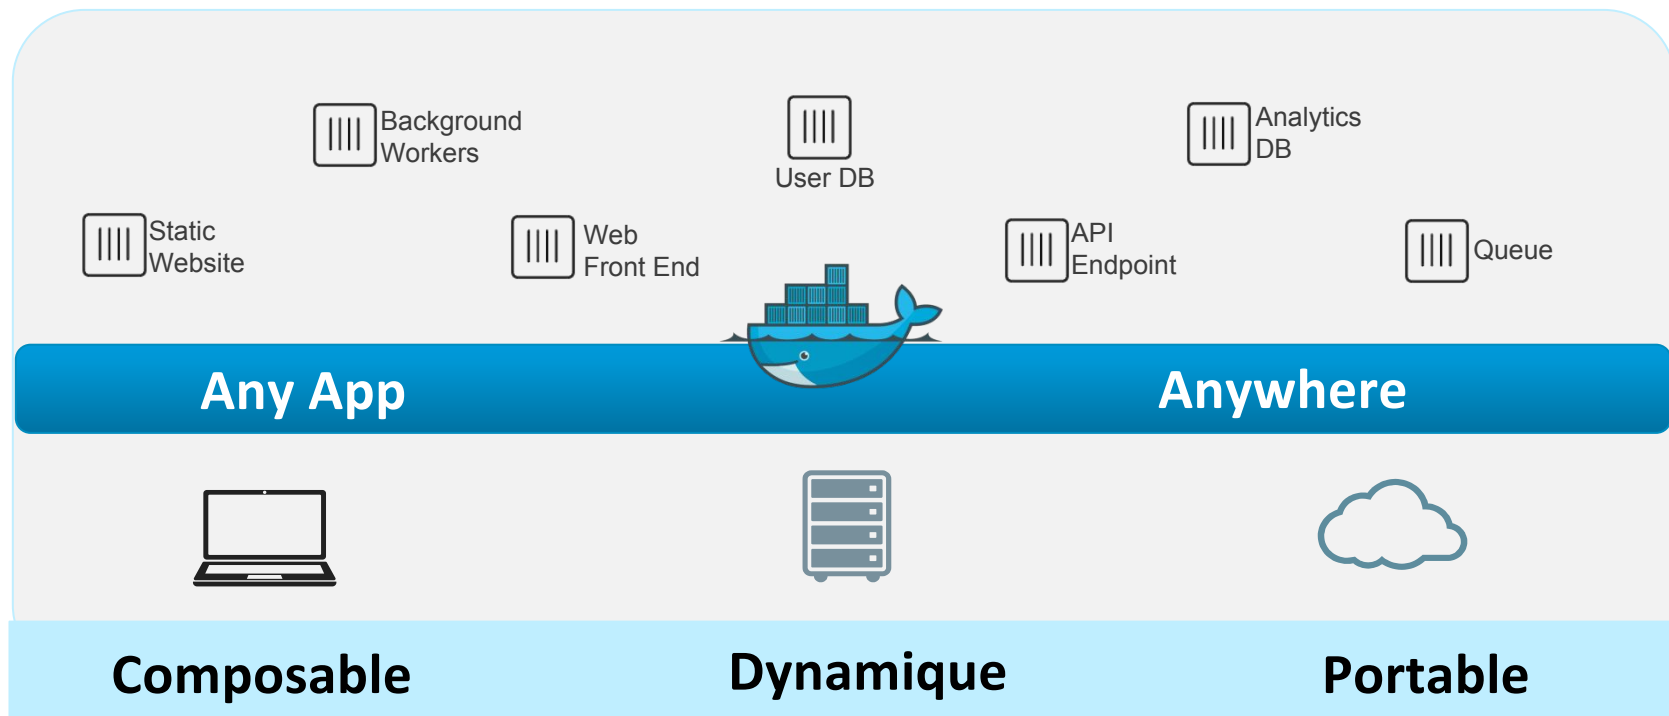 Background
Workers
User DB
Analytics
DB
Static
Website
Web
Front End
API
Endpoint
Queue
Any App
Anywhere
Composable
Dynamique
Portable